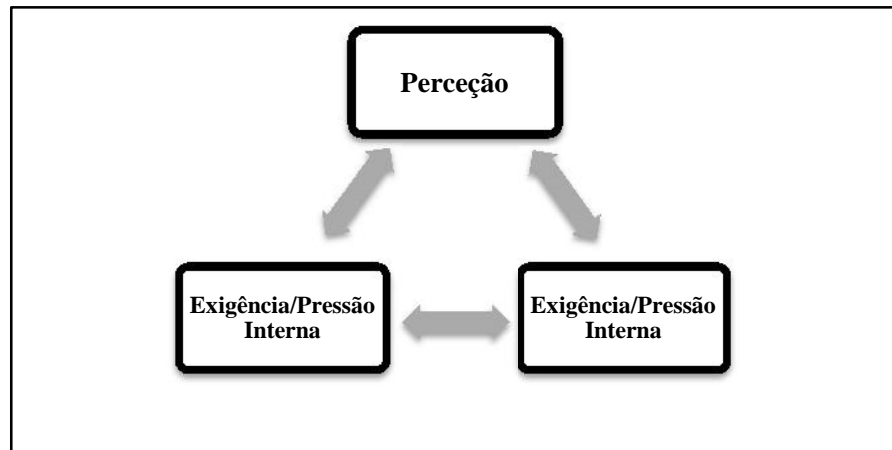 Perceção
Exigência/Pressão
Interna
Exigência/Pressão
Interna